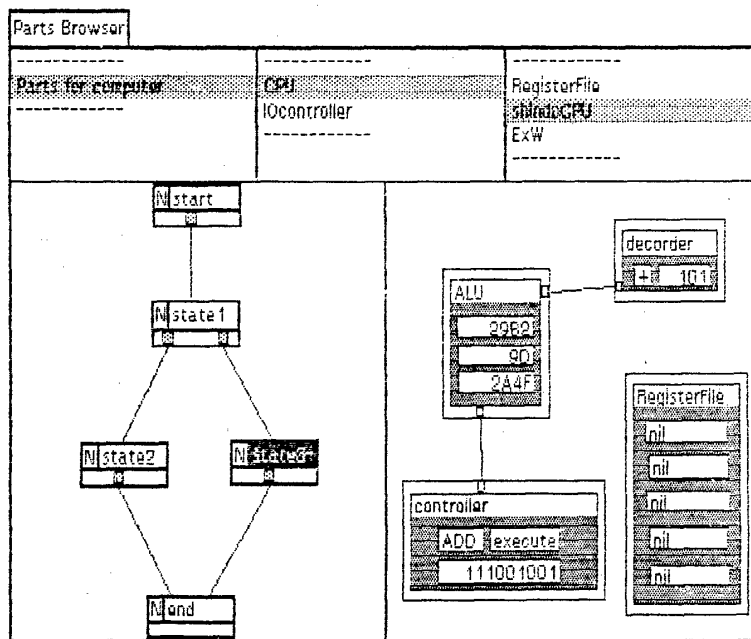 Parts Browser
Parts for computer
CPU
IOcontroller
RegisterFile
shindoCPU
ExW
N start
N state1
N state2
N
N end
decorder
+ 101
ALU
29B2
9D
2A4F
RegisterFile
nil
nil
nil
nil
nil
controller
ADD execute
111001001